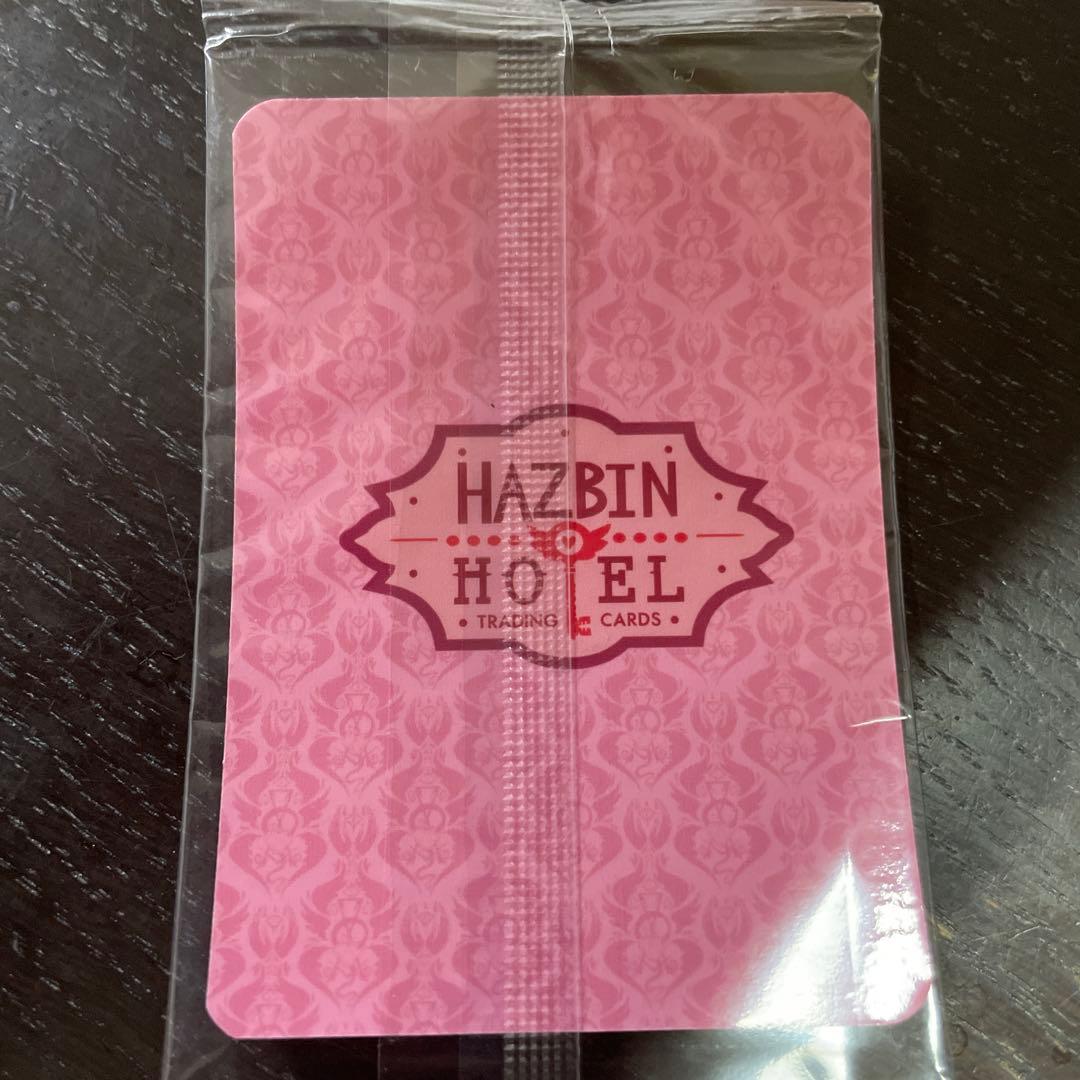 HAZBIN
HOTEL
• TRADING CARDS •